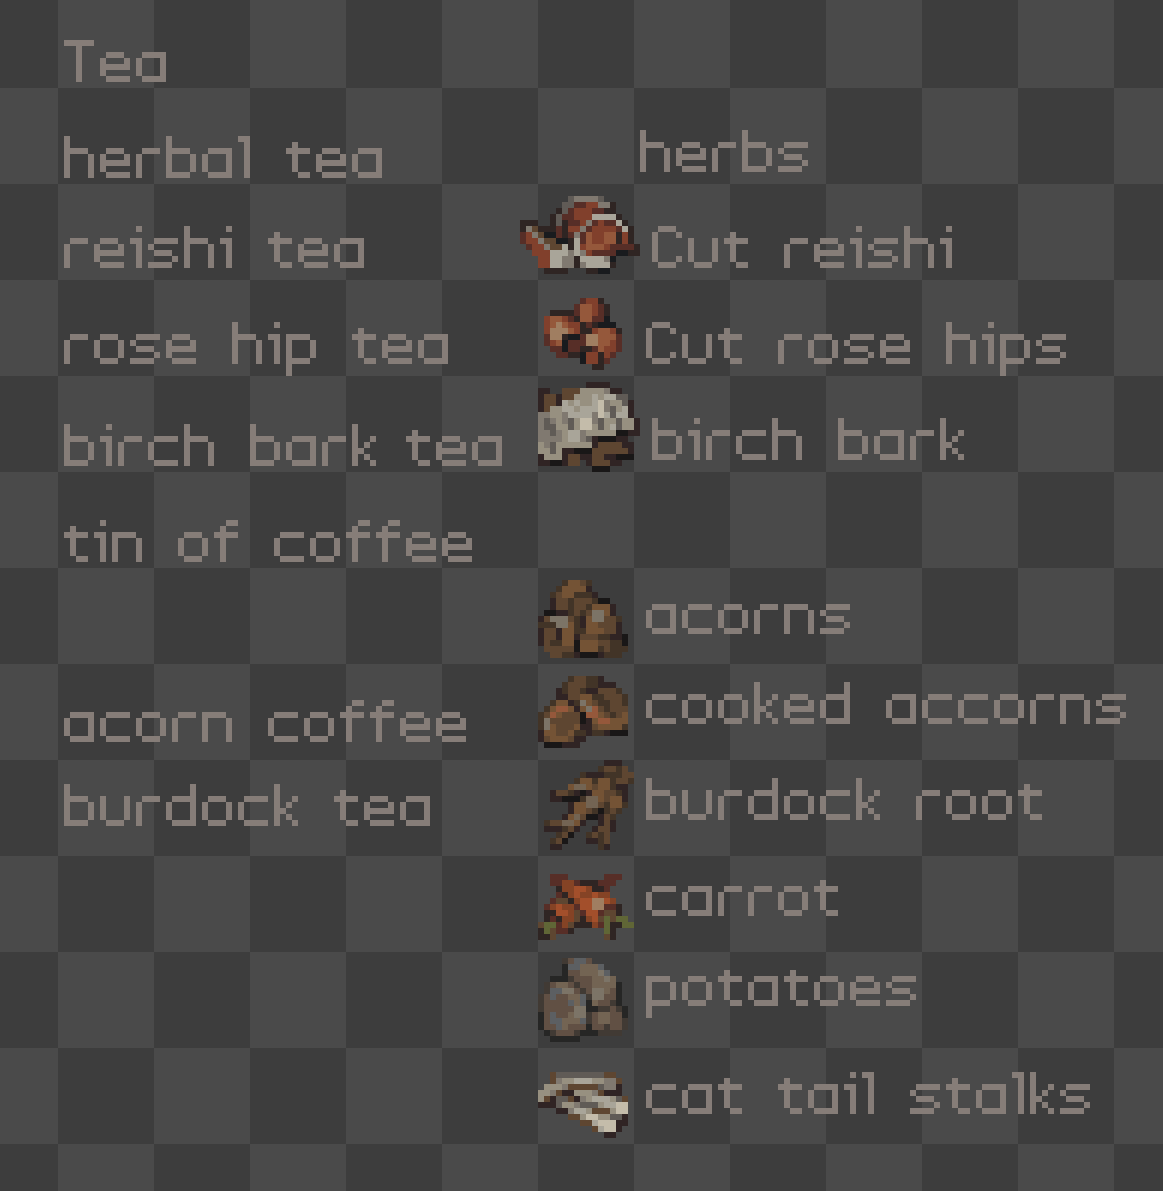 Tea
herbal tea herbs
reishi tea Cut reishi
rose hip tea Cut rose hips
birch bark tea birch bark
tin of coffee
acorns
acorn coffee cooked accorns
burdock tea burdock root
carrot
potatoes
cat tail stalks